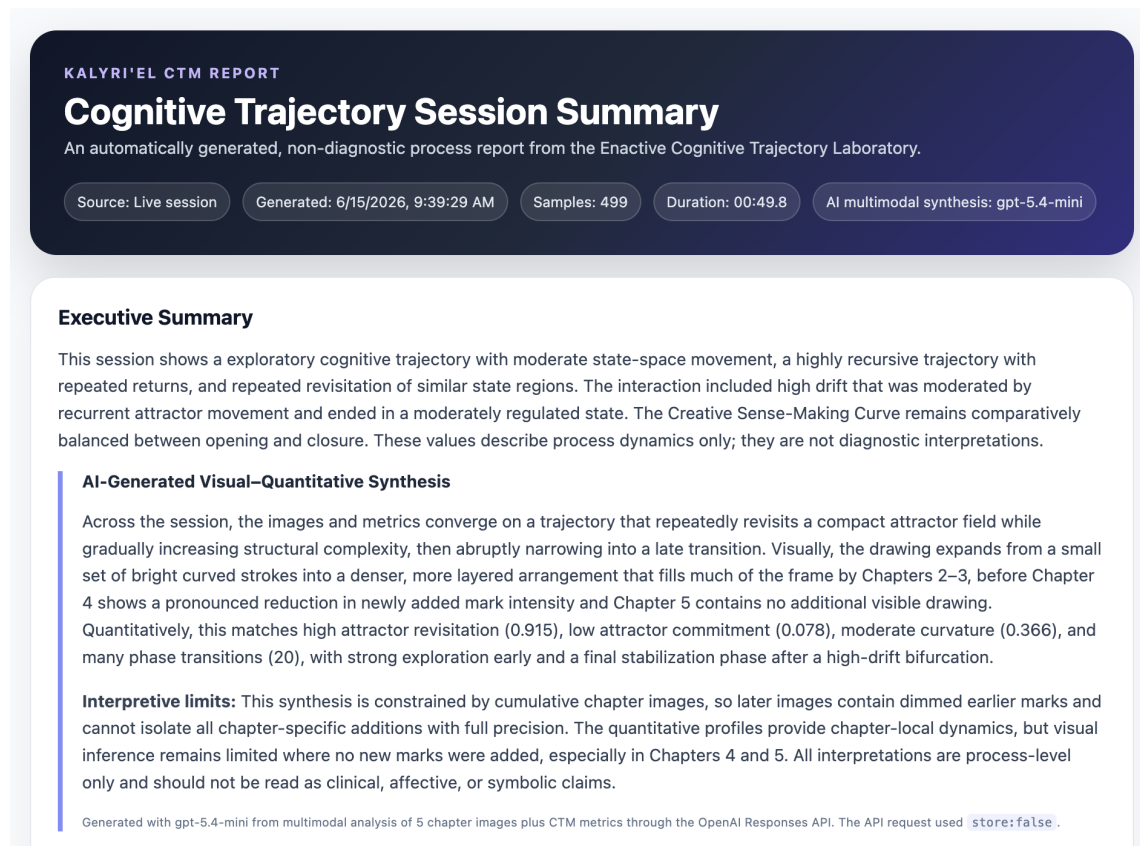 KALYRI'EL CTM REPORT
Cognitive Trajectory Session Summary
An automatically generated, non-diagnostic process report from the Enactive Cognitive Trajectory Laboratory.
Source: Live session
Generated: 6/15/2026, 9:39:29 AM
Samples: 499
Duration: 00:49.8
AI multimodal synthesis: gpt-5.4-mini
Executive Summary
This session shows a exploratory cognitive trajectory with moderate state-space movement, a highly recursive trajectory with
repeated returns, and repeated revisitation of similar state regions. The interaction included high drift that was moderated by
recurrent attractor movement and ended in a moderately regulated state. The Creative Sense-Making Curve remains comparatively
balanced between opening and closure. These values describe process dynamics only; they are not diagnostic interpretations.
AI-Generated Visual–Quantitative Synthesis
Across the session, the images and metrics converge on a trajectory that repeatedly revisits a compact attractor field while
gradually increasing structural complexity, then abruptly narrowing into a late transition. Visually, the drawing expands from a small
set of bright curved strokes into a denser, more layered arrangement that fills much of the frame by Chapters 2–3, before Chapter
4 shows a pronounced reduction in newly added mark intensity and Chapter 5 contains no additional visible drawing.
Quantitatively, this matches high attractor revisitation (0.915), low attractor commitment (0.078), moderate curvature (0.366), and
many phase transitions (20), with strong exploration early and a final stabilization phase after a high-drift bifurcation.
Interpretive limits: This synthesis is constrained by cumulative chapter images, so later images contain dimmed earlier marks and
cannot isolate all chapter-specific additions with full precision. The quantitative profiles provide chapter-local dynamics, but visual
inference remains limited where no new marks were added, especially in Chapters 4 and 5. All interpretations are process-level
only and should not be read as clinical, affective, or symbolic claims.
Generated with gpt-5.4-mini from multimodal analysis of 5 chapter images plus CTM metrics through the OpenAI Responses API. The API request used store:false.